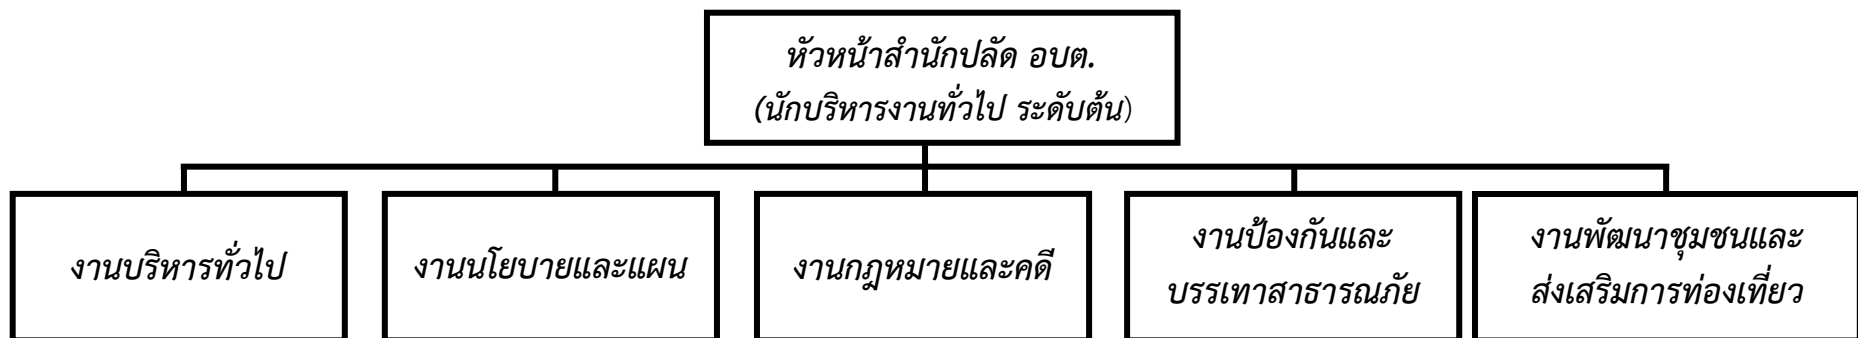 หัวหน้าสำนักปลัด อบต.
(นักบริหารงานทั่วไป ระดับต้น)
งานบริหารทั่วไป
งานนโยบายและแผน
งานกฎหมายและคดี
งานป้องกันและ
บรรเทาสาธารณภัย
งานพัฒนาชุมชนและ
ส่งเสริมการท่องเที่ยว